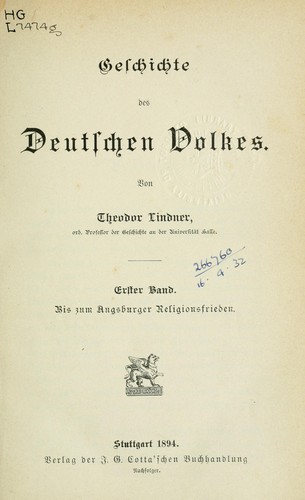 HG
L7474g
Geschichte
des
Deutschen Volkes.
Von
Theodor Lindner,
ord. Professor der Geschichte an der Universität Halle.
266760
16.4.32
Erster Band.
Bis zum Augsburger Religionsfrieden.
Stuttgart 1894.
Verlag der J. G. Cotta'schen Buchhandlung
Nachfolger.